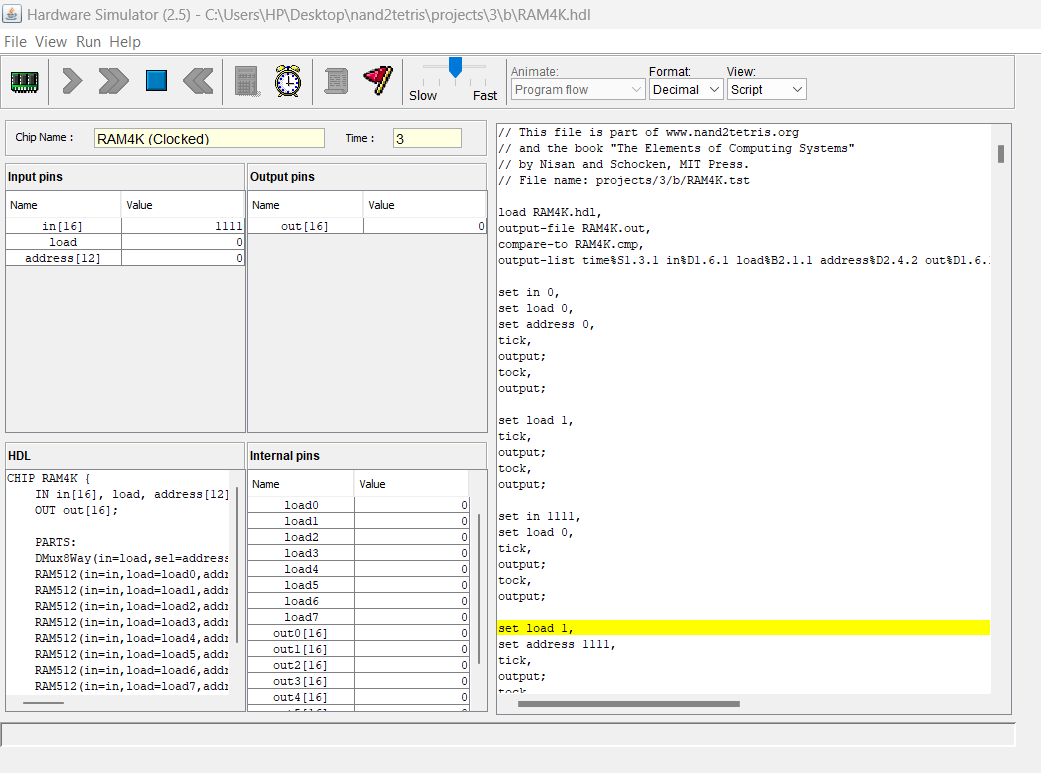 Hardware Simulator (2.5) - C:\Users\HP\Desktop\nand2tetris\projects\3\b\RAM4K.hdl
File View Run Help
Slow Fast
Animate:
Program flow
Format:
Decimal
View:
Script
Chip Name : RAM4K (Clocked) Time : 3
Input pins
Name Value
in[16] 1111
load 0
address[12] 0
Output pins
Name Value
out[16] 0
HDL
CHIP RAM4K {
IN in[16], load, address[12]
OUT out[16];
PARTS:
DMux8Way(in=load,sel=address
RAM512(in=in,load=load0,addr
RAM512(in=in,load=load1,addr
RAM512(in=in,load=load2,addr
RAM512(in=in,load=load3,addr
RAM512(in=in,load=load4,addr
RAM512(in=in,load=load5,addr
RAM512(in=in,load=load6,addr
RAM512(in=in,load=load7,addr
Internal pins
Name Value
load0 0
load1 0
load2 0
load3 0
load4 0
load5 0
load6 0
load7 0
out0[16] 0
out1[16] 0
out2[16] 0
out3[16] 0
out4[16] 0
// This file is part of www.nand2tetris.org
// and the book "The Elements of Computing Systems"
// by Nisan and Schocken, MIT Press.
// File name: projects/3/b/RAM4K.tst
load RAM4K.hdl,
output-file RAM4K.out,
compare-to RAM4K.cmp,
output-list time%S1.3.1 in%D1.6.1 load%B2.1.1 address%D2.4.2 out%D1.6.
set in 0,
set load 0,
set address 0,
tick,
output;
tock,
output;
set load 1,
tick,
output;
tock,
output;
set in 1111,
set load 0,
tick,
output;
tock,
output;
set load 1,
set address 1111,
tick,
output;
tock